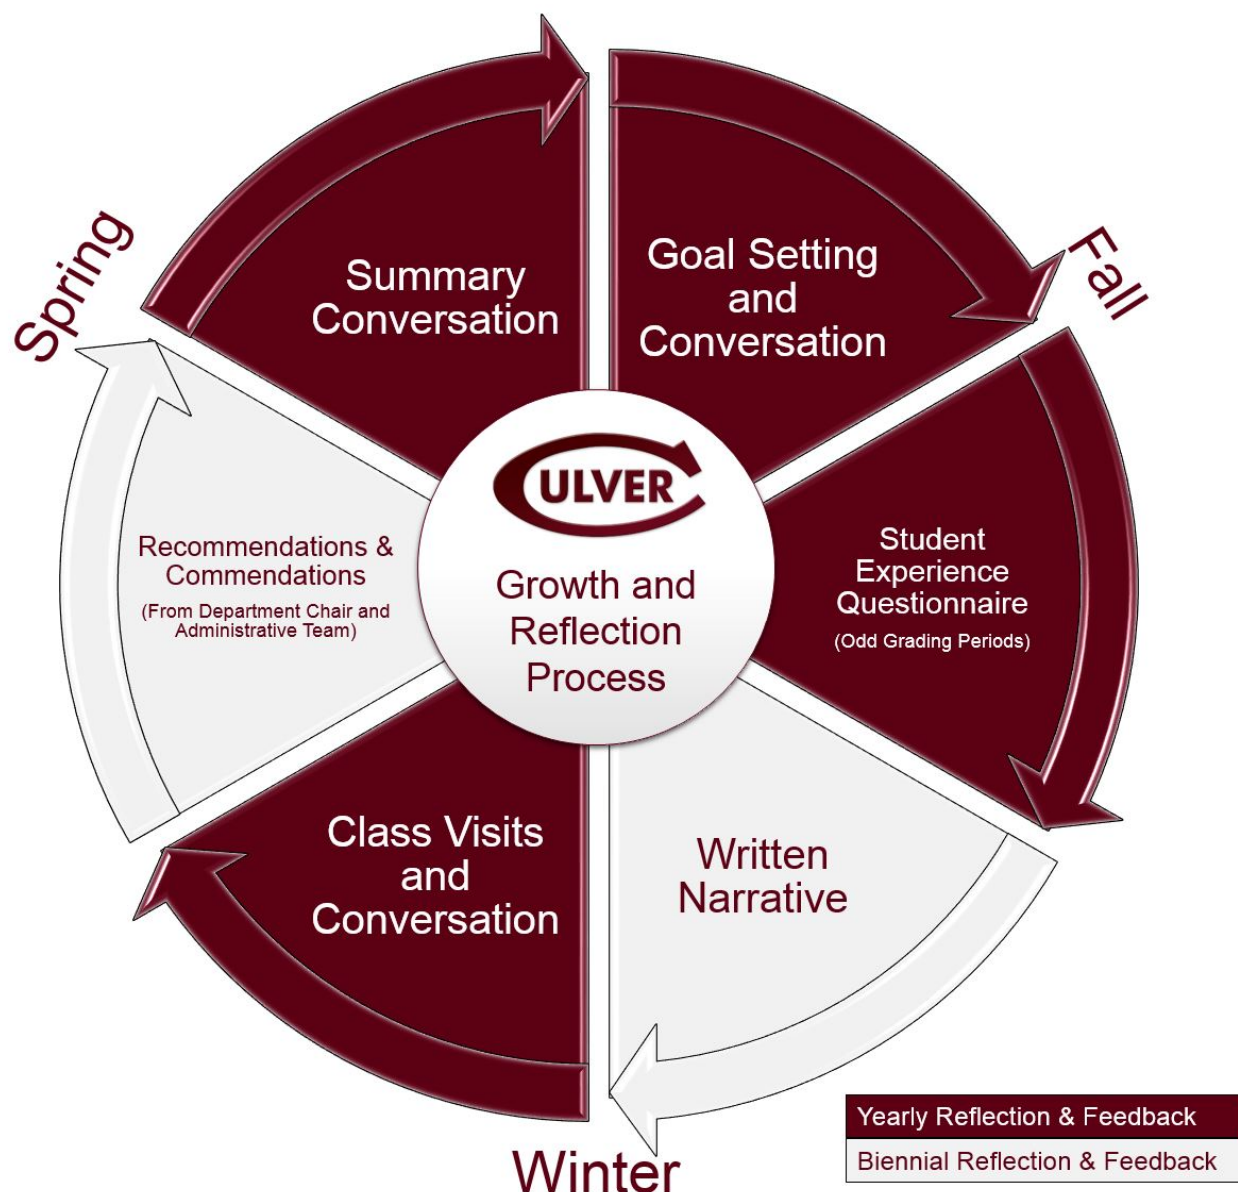 Goal Setting
and
Conversation
Fall
Student
Experience
Questionnaire
(Odd Grading Periods)
Written
Narrative
Winter
Class Visits
and
Conversation
Recommendations &
Commendations
(From Department Chair and
Administrative Team)
Spring
Summary
Conversation
CULVER
Growth and
Reflection
Process
Yearly Reflection & Feedback
Biennial Reflection & Feedback